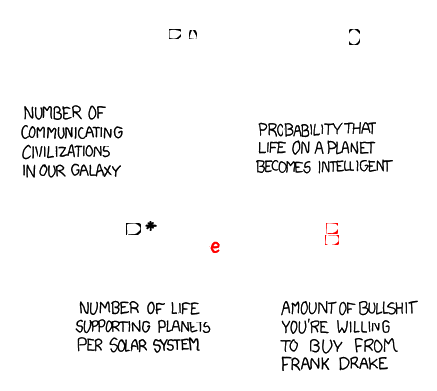 NUMBER OF
COMMUNICATING
CIVILIZATIONS
IN OUR GALAXY
PROBABILITY THAT
LIFE ON A PLANET
BECOMES INTELLIGENT
*
e
NUMBER OF LIFE
SUPPORTING PLANETS
PER SOLAR SYSTEM
AMOUNT OF BULLSHIT
YOU'RE WILLING
TO BUY FROM
FRANK DRAKE